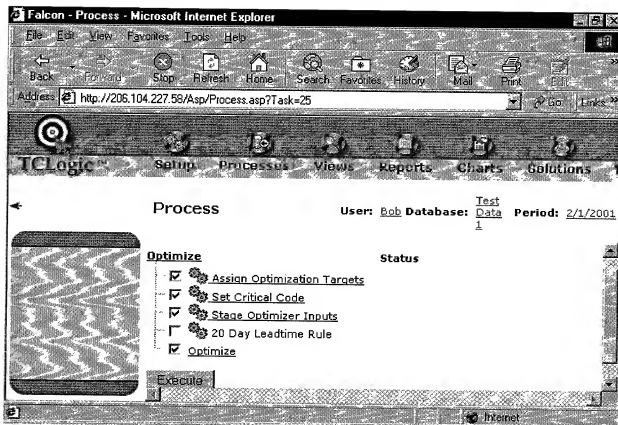 Falcon - Process - Microsoft Internet Explorer
File Edit View Favorites Tools Help
Back Forward Stop Refresh Home Search Favorites History Mail Print Edit
Address http://206.104.227.58/Asp/Process.asp?Task=25 Go Links
TCLogic™ Setup Processes Views Reports Charts Solutions
Process User: Bob Database: Test Data 1 Period: 2/1/2001
Optimize Status
Assign Optimization Targets
Set Critical Code
Stage Optimizer Inputs
20 Day Leadtime Rule
Optimize
Execute
Internet